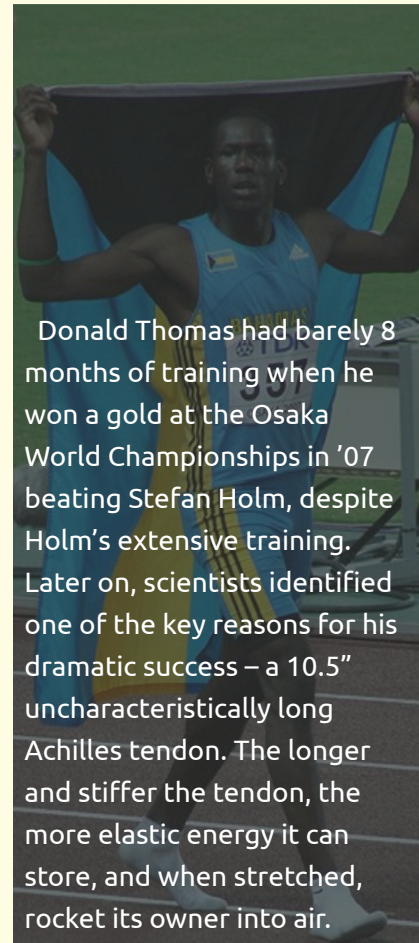 Donald Thomas had barely 8
months of training when he
won a gold at the Osaka
World Championships in ’07
beating Stefan Holm, despite
Holm’s extensive training.
Later on, scientists identified
one of the key reasons for his
dramatic success – a 10.5”
uncharacteristically long
Achilles tendon. The longer
and stiffer the tendon, the
more elastic energy it can
store, and when stretched,
rocket its owner into air.